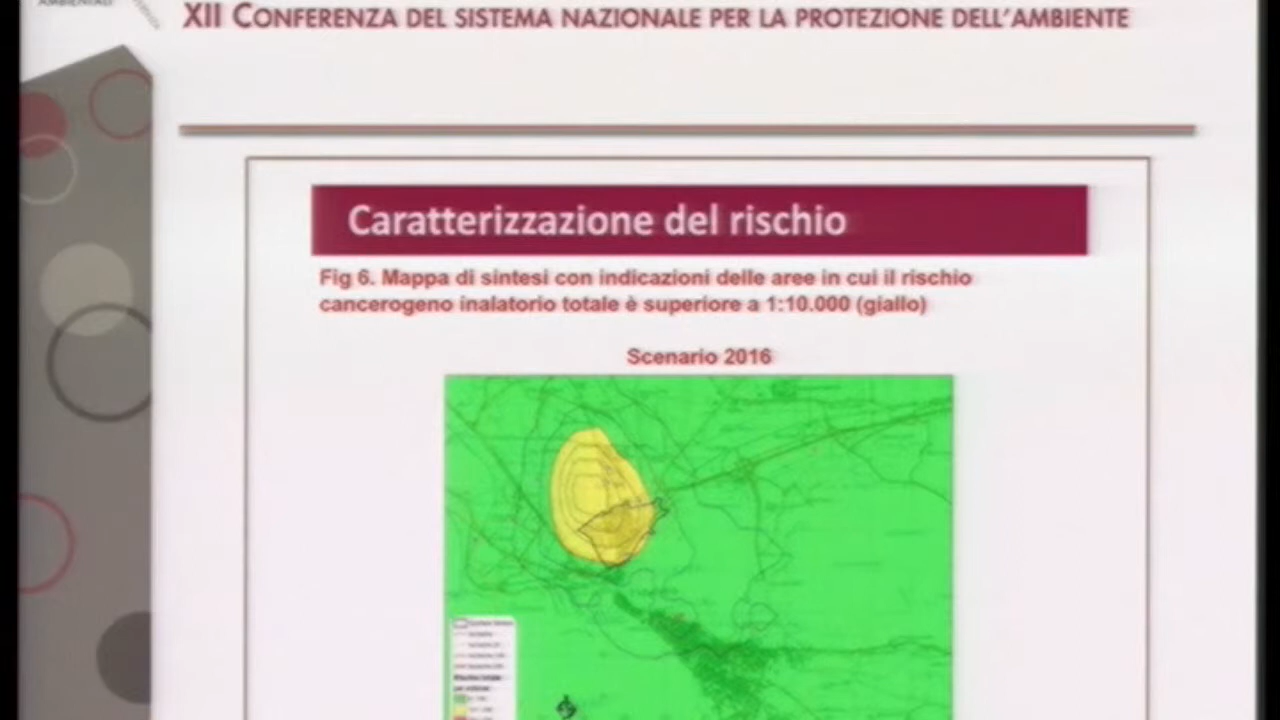 AMBIENTALI
XII CONFERENZA DEL SISTEMA NAZIONALE PER LA PROTEZIONE DELL'AMBIENTE
Caratterizzazione del rischio
Fig 6. Mappa di sintesi con indicazioni delle aree in cui il rischio
cancerogeno inalatorio totale è superiore a 1:10.000 (giallo)
Scenario 2016